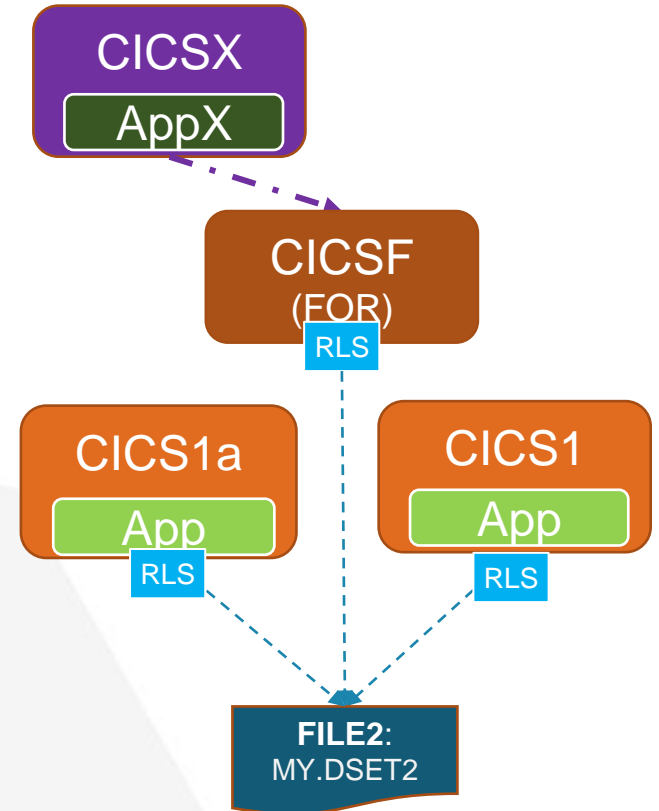 CICSX
AppX
CICSF
(FOR)
RLS
CICS1a
App
RLS
CICS1
App
RLS
FILE2:
MY.DSET2